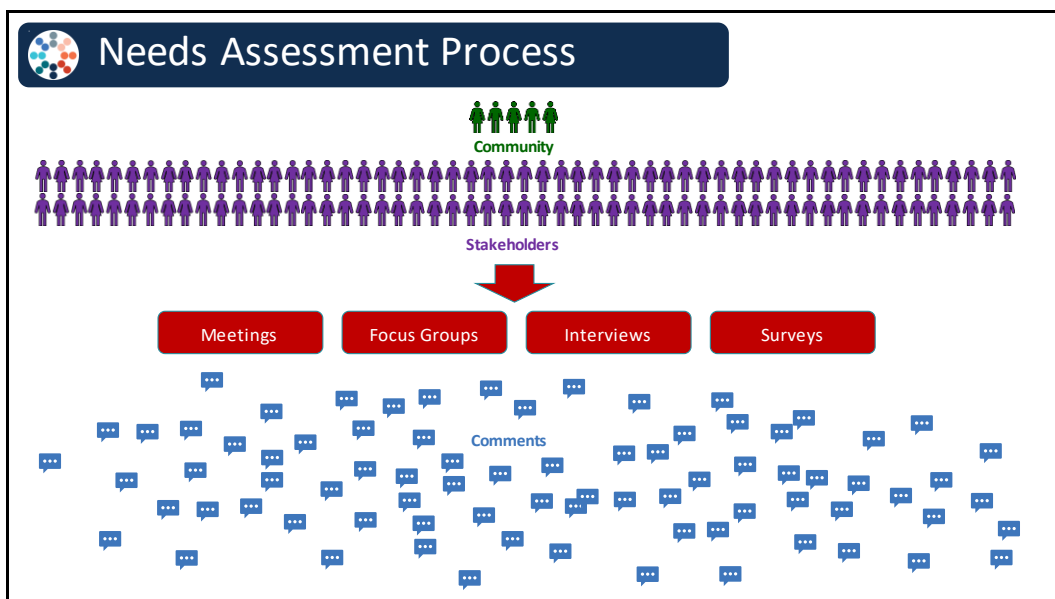 Needs Assessment Process
Community
Stakeholders
Meetings
Focus Groups
Interviews
Surveys
Comments